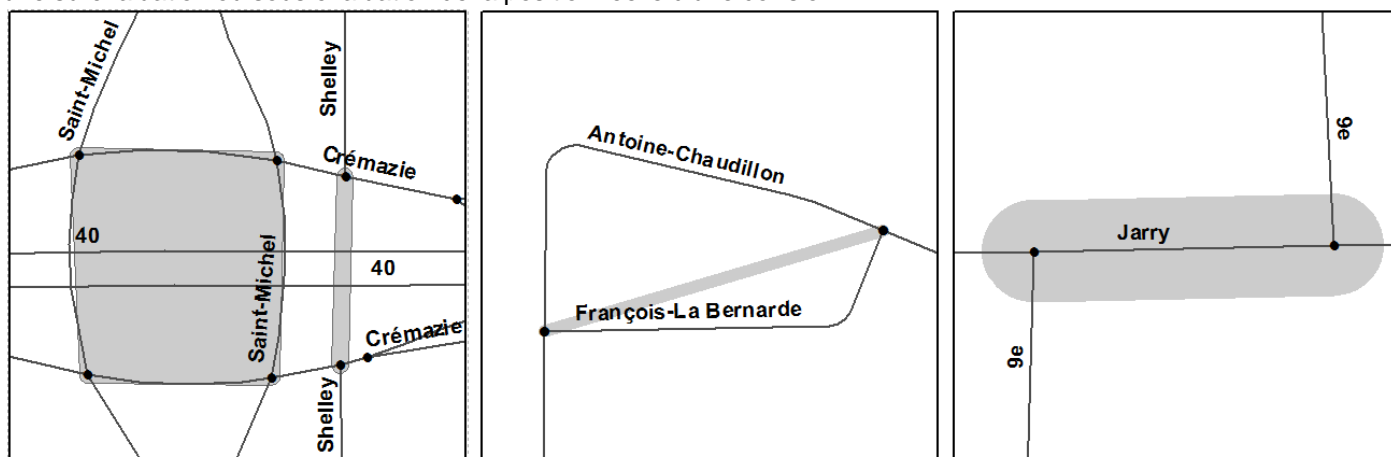 Saint-Michel
Shelley
Crémazie
40
40
Saint-Michel
Crémazie
Shelley
Antoine-Chaudillon
François-La Bernarde
9e
Jarry
9e